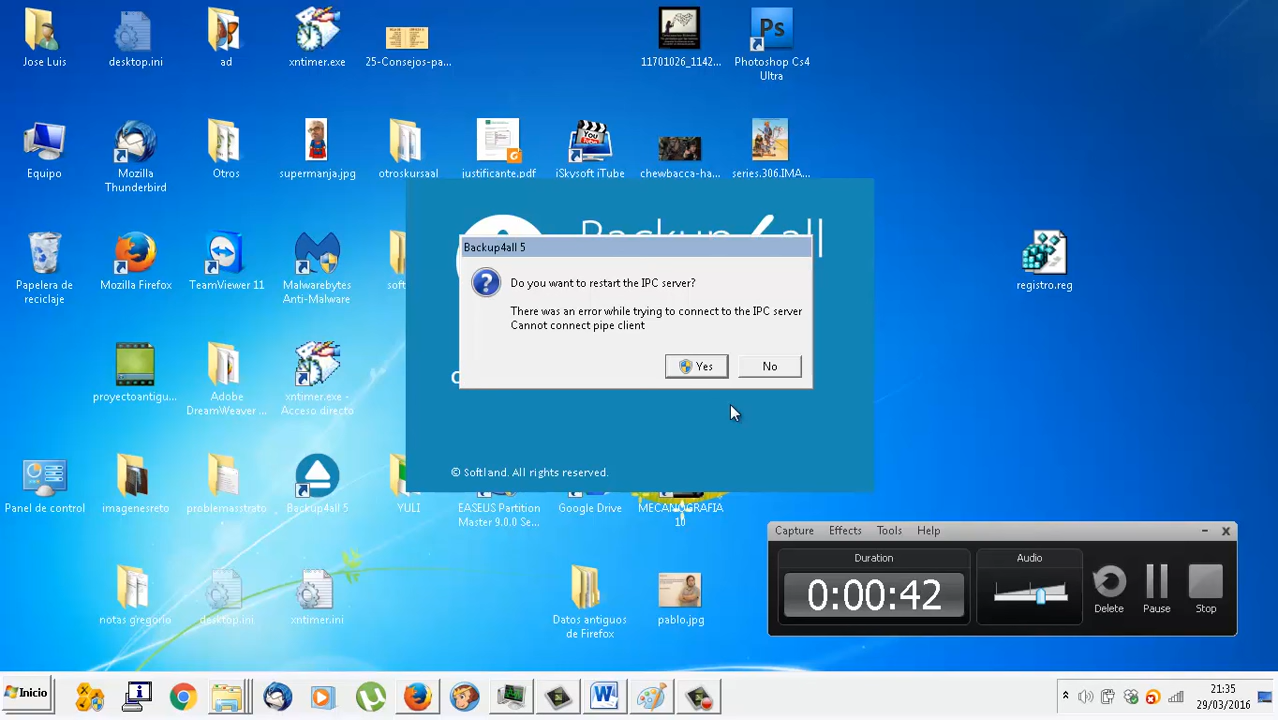 Jose Luis
desktop.ini
ad
xntimer.exe
25-Consejos-pa...
11701026_1142...
Ps
Photoshop Cs4
Ultra
Equipo
Mozilla
Thunderbird
Otros
supermanja.jpg
otroskursaal
justificante.pdf
You
iSkysoft iTube
chewbacca-ha...
series.306.IMA...
Papelera de
reciclaje
Mozilla Firefox
TeamViewer 11
Malwarebytes
Anti-Malware
registro.reg
Backup4all
Backup4all 5
Do you want to restart the IPC server?
There was an error while trying to connect to the IPC server
Cannot connect pipe client
Yes
No
© Softland. All rights reserved.
proyectoantigu...
Adobe
DreamWeaver ...
xntimer.exe -
Acceso directo
Panel de control
imagenesreto
problemasstrato
Backup4all 5
YULI
EASEUS Partition
Master 9.0.0 Se...
Google Drive
MECANOGRAFIA
10
notas gregorio
desktop.ini
xntimer.ini
Datos antiguos
de Firefox
pablo.jpg
Capture
Effects
Tools
Help
Duration
0:00:42
Audio
Delete
Pause
Stop
Inicio
21:35
29/03/2016